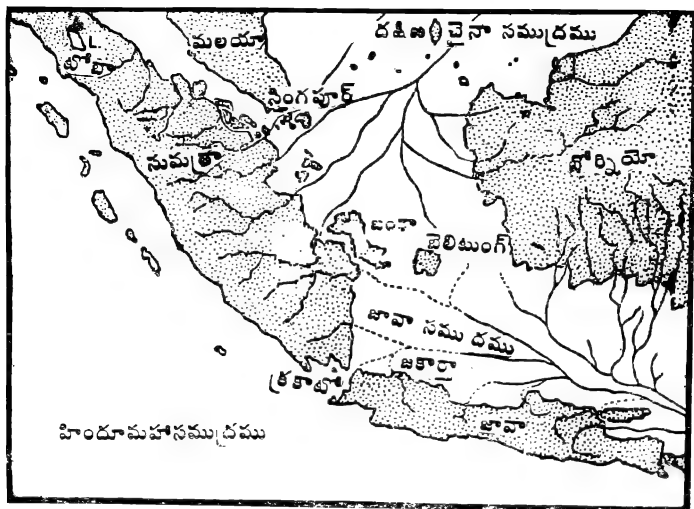 దక్షిణ చైనా సముద్రము
మలయా
L.
టోబా
సింగపూర్
సుమత్రా
బోర్నియో
బంకా
బెలిటుంగ్
జావా సముద్రము
జకార్తా
క్రకాటో
హిందూమహాసముద్రము
జావా